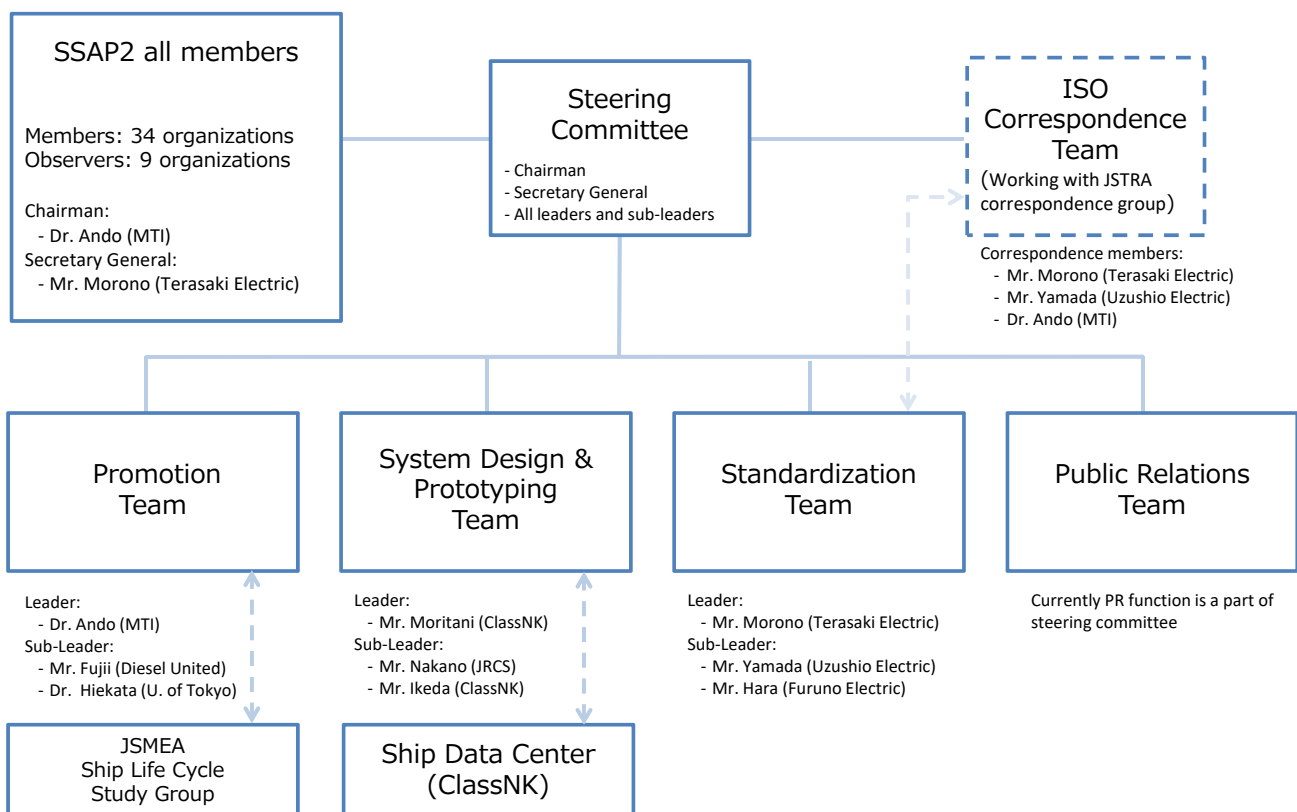 SSAP2 all members
Members: 34 organizations
Observers: 9 organizations
Chairman:
- Dr. Ando (MTI)
Secretary General:
- Mr. Morono (Terasaki Electric)
Steering
Committee
- Chairman
- Secretary General
- All leaders and sub-leaders
ISO
Correspondence
Team
(Working with JSTRA
correspondence group)
Correspondence members:
- Mr. Morono (Terasaki Electric)
- Mr. Yamada (Uzushio Electric)
- Dr. Ando (MTI)
Promotion
Team
Leader:
- Dr. Ando (MTI)
Sub-Leader:
- Mr. Fujii (Diesel United)
- Dr. Hiekata (U. of Tokyo)
JSMEA
Ship Life Cycle
Study Group
System Design &
Prototyping
Team
Leader:
- Mr. Moritani (ClassNK)
Sub-Leader:
- Mr. Nakano (JRCS)
- Mr. Ikeda (ClassNK)
Ship Data Center
(ClassNK)
Standardization
Team
Leader:
- Mr. Morono (Terasaki Electric)
Sub-Leader:
- Mr. Yamada (Uzushio Electric)
- Mr. Hara (Furuno Electric)
Public Relations
Team
Currently PR function is a part of
steering committee